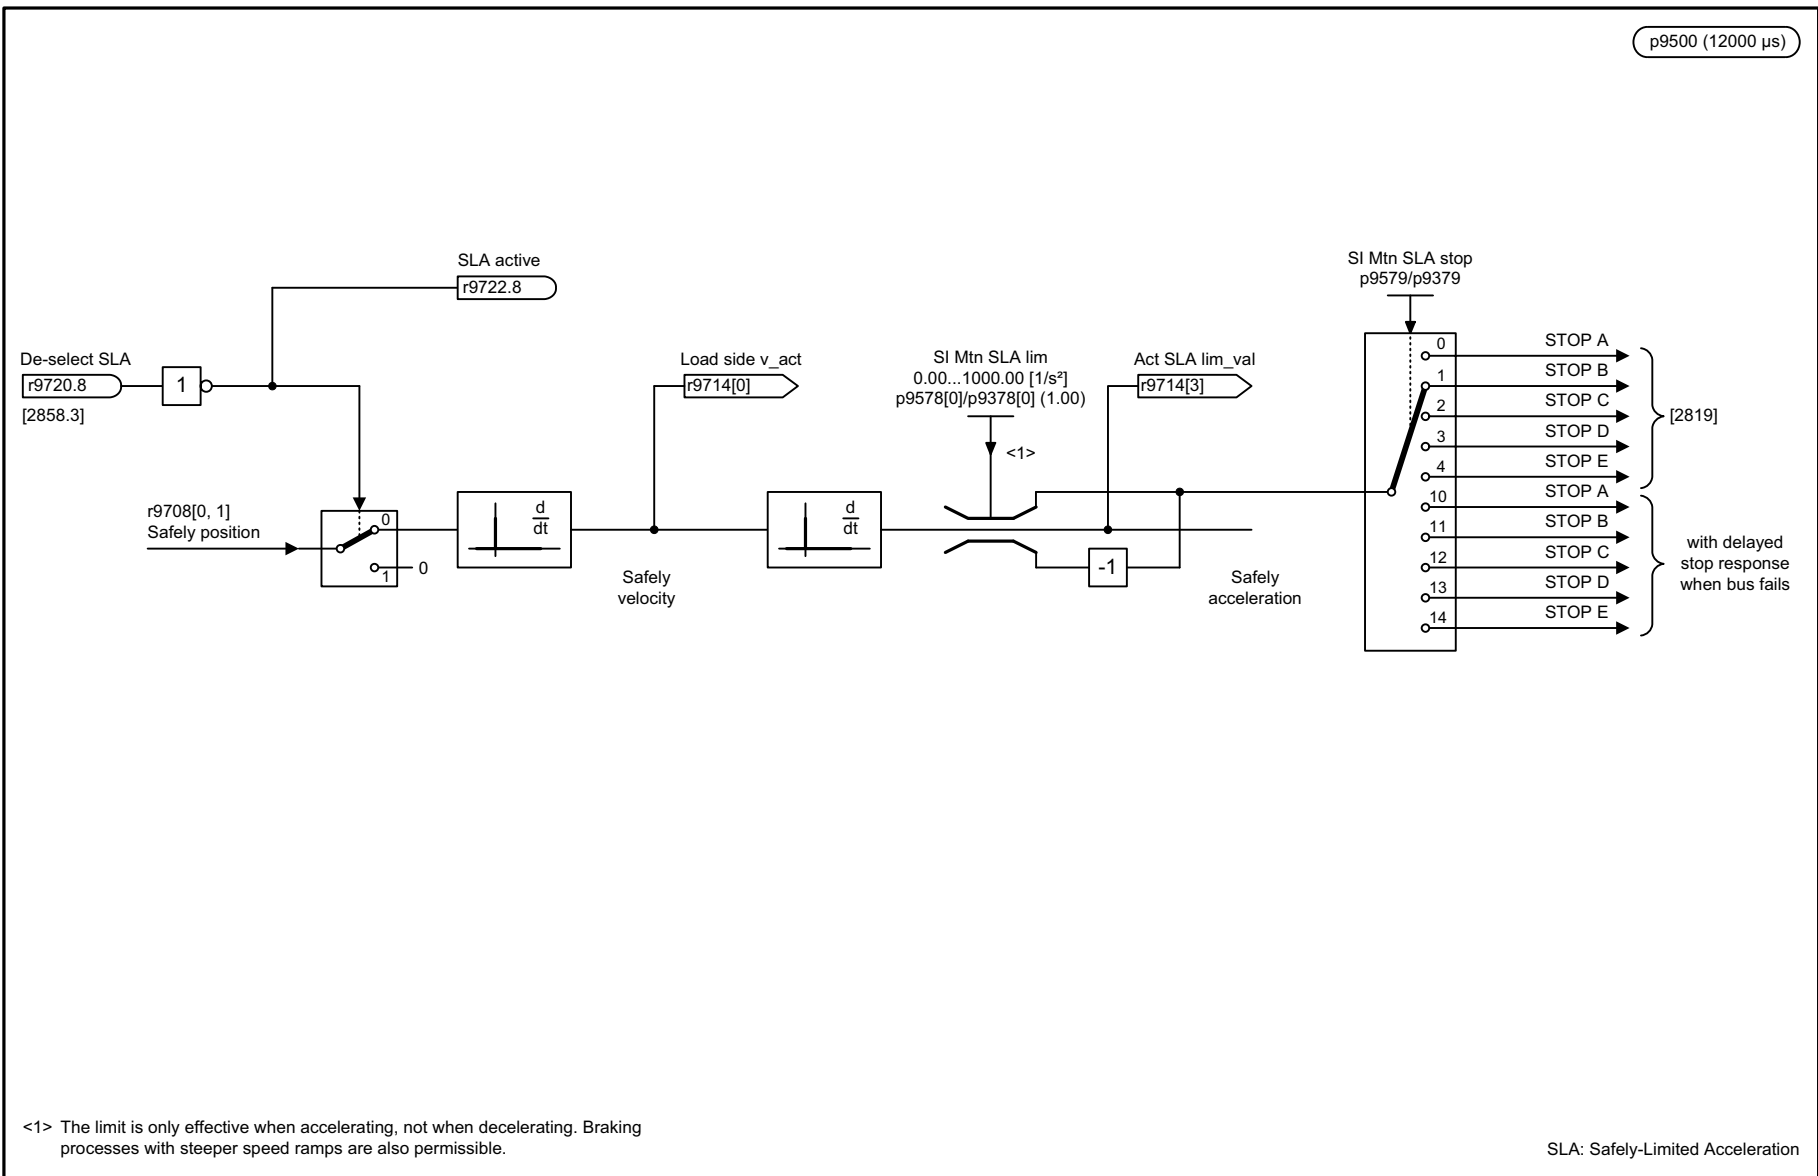 p9500 (12000 µs)
SLA active
r9722.8
SI Mtn SLA stop
p9579/p9379
De-select SLA
r9720.8
[2858.3]
1
Load side v_act
r9714[0]
SI Mtn SLA lim
0.00...1000.00 [1/s²]
p9578[0]/p9378[0] (1.00)
<1>
Act SLA lim_val
r9714[3]
r9708[0, 1]
Safely position
0
1
0
d
dt
Safely
velocity
d
dt
-1
Safely
acceleration
0 STOP A
1 STOP B
2 STOP C
3 STOP D
4 STOP E
[2819]
10 STOP A
11 STOP B
12 STOP C
13 STOP D
14 STOP E
with delayed
stop response
when bus fails
<1> The limit is only effective when accelerating, not when decelerating. Braking
processes with steeper speed ramps are also permissible.
SLA: Safely-Limited Acceleration